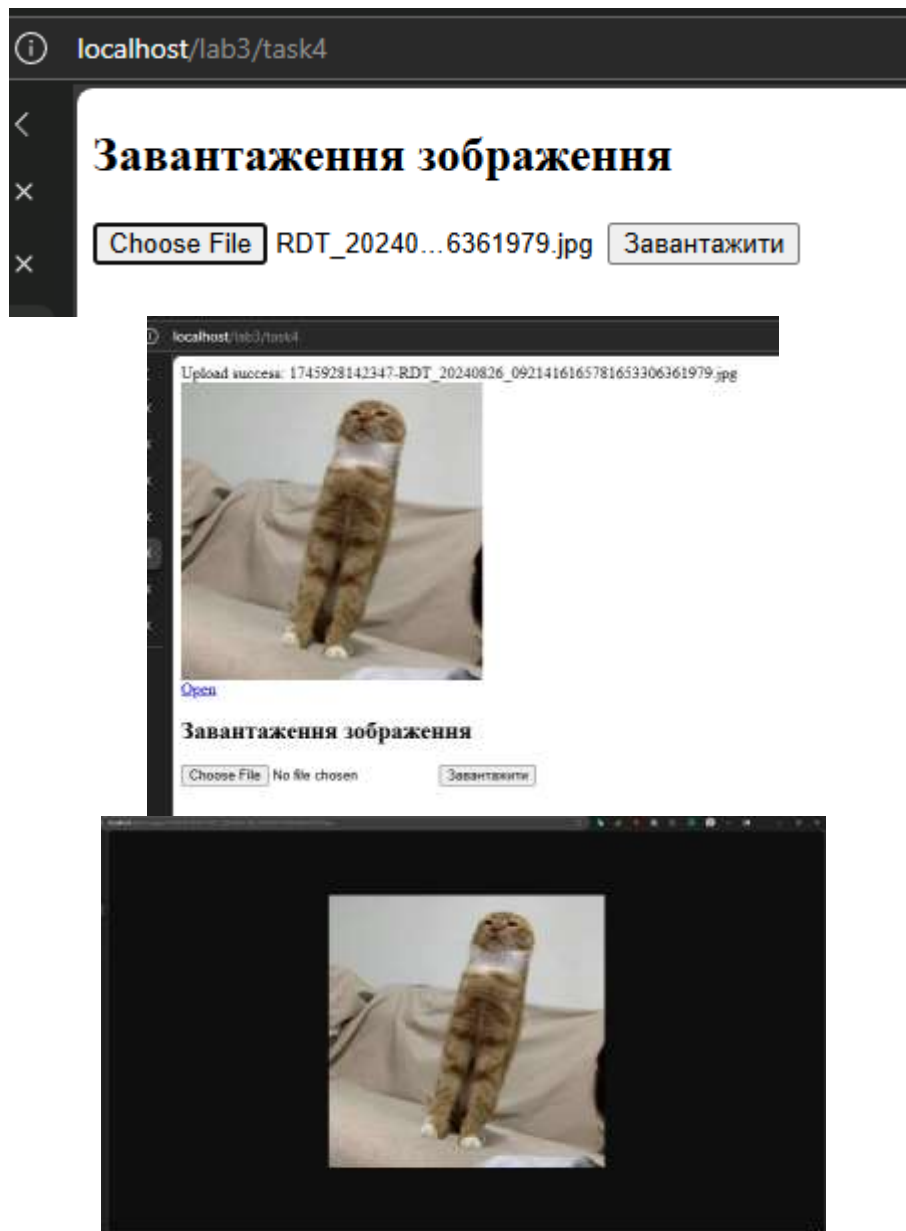 localhost/lab3/task4
Завантаження зображення
Choose File RDT_20240...6361979.jpg Завантажити
localhost/lab3/task4
Upload success: 1745928142347-RDT_20240826_0921416165781653306361979.jpg
Open
Завантаження зображення
Choose File No file chosen Завантажити